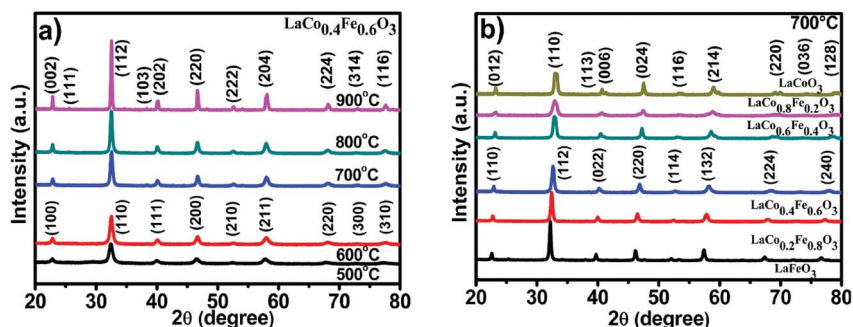 a)
LaCo0.4Fe0.6O3
(002)
(111)
(112)
(103)
(202)
(220)
(222)
(204)
(224)
(314)
(116)
900°C
800°C
700°C
(100)
(110)
(111)
(200)
(210)
(211)
(220)
(300)
(310)
600°C
500°C
20 30 40 50 60 70 80
2θ (degree)
Intensity (a.u.)
b)
700°C
(012)
(110)
(113)
(006)
(024)
(116)
(214)
(220)
(036)
(128)
LaCoO3
LaCo0.8Fe0.2O3
LaCo0.6Fe0.4O3
(110)
(112)
(022)
(220)
(114)
(132)
(224)
(240)
LaCo0.4Fe0.6O3
LaCo0.2Fe0.8O3
LaFeO3
20 30 40 50 60 70 80
2θ (degree)
Intensity (a.u.)